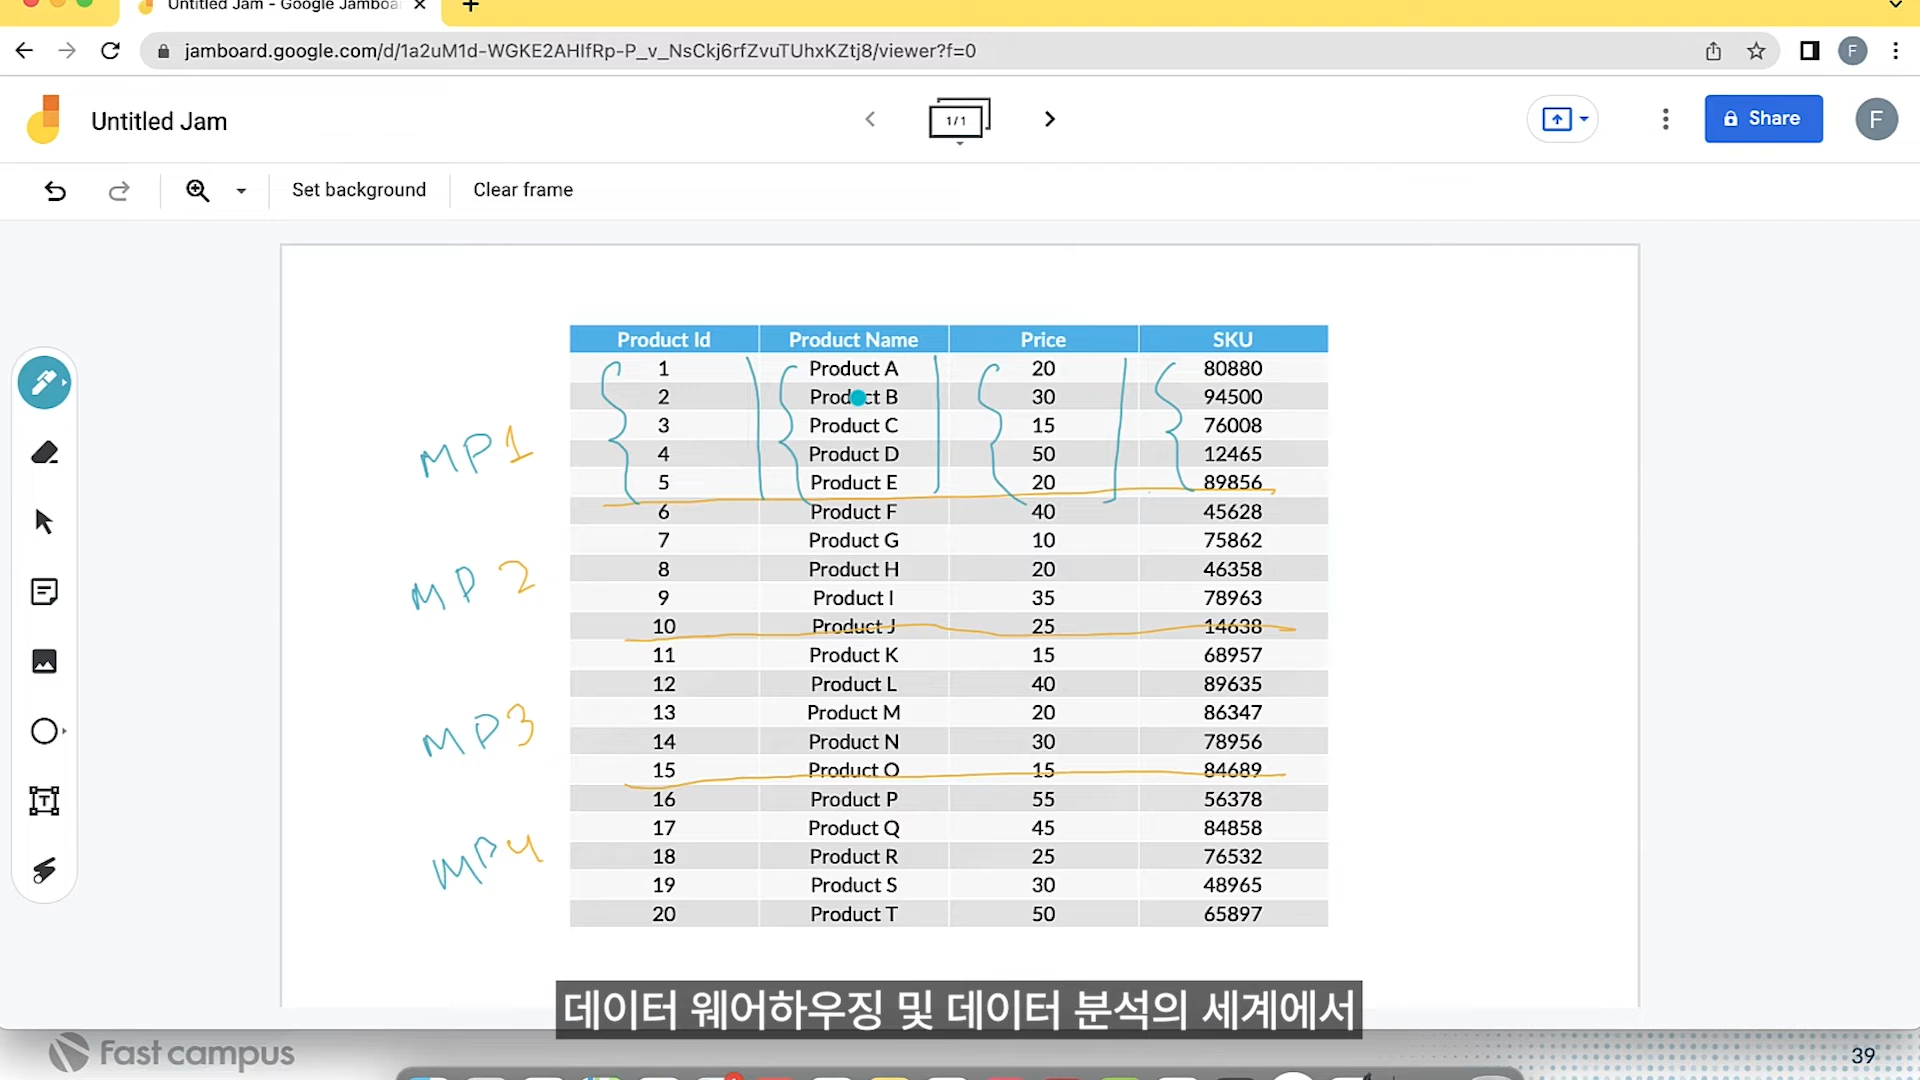 Untitled Jam - Google Jamboa
jamboard.google.com/d/1a2uM1d-WGKE2AHIfRp-P_v_NsCkj6rfZvuTUhxKZtj8/viewer?f=0
F
Untitled Jam
1/1
Share
F
Set background
Clear frame
Product Id Product Name Price SKU
1 Product A 20 80880
2 Product B 30 94500
3 Product C 15 76008
MP1
4 Product D 50 12465
5 Product E 20 89856
6 Product F 40 45628
7 Product G 10 75862
8 Product H 20 46358
MP 2
9 Product I 35 78963
10 Product J 25 14638
11 Product K 15 68957
12 Product L 40 89635
13 Product M 20 86347
MP3
14 Product N 30 78956
15 Product O 15 84689
16 Product P 55 56378
17 Product Q 45 84858
MP4
18 Product R 25 76532
19 Product S 30 48965
20 Product T 50 65897
데이터 웨어하우징 및 데이터 분석의 세계에서
Fast campus
39